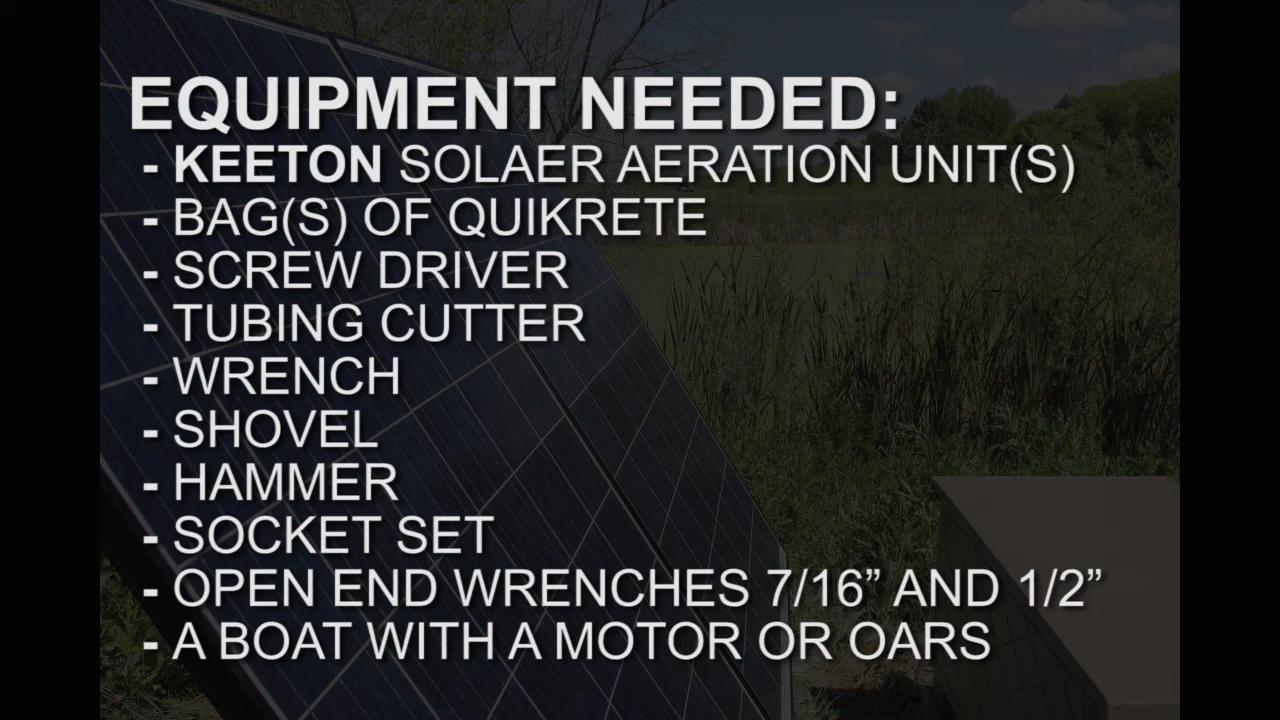 EQUIPMENT NEEDED:
- KEETON SOLAER AERATION UNIT(S)
- BAG(S) OF QUIKRETE
- SCREW DRIVER
- TUBING CUTTER
- WRENCH
- SHOVEL
- HAMMER
- SOCKET SET
- OPEN END WRENCHES 7/16” AND 1/2”
- A BOAT WITH A MOTOR OR OARS